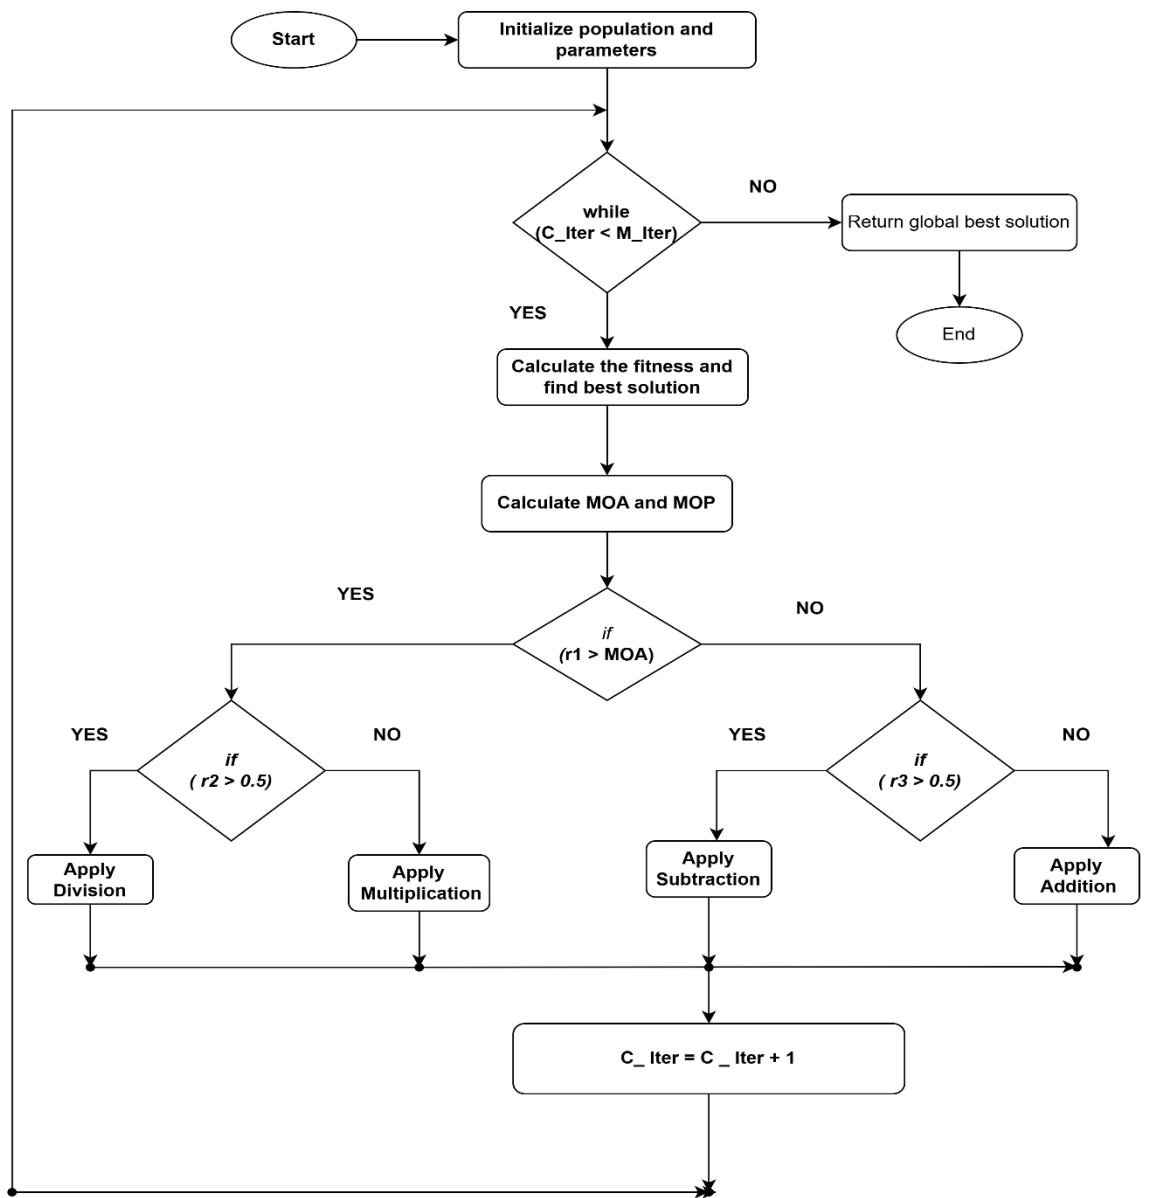 Start
Initialize population and
parameters
NO
while
(C_Iter < M_Iter)
Return global best solution
YES
End
Calculate the fitness and
find best solution
Calculate MOA and MOP
YES
NO
if
(r1 > MOA)
YES
NO
YES
NO
if
( r2 > 0.5)
if
( r3 > 0.5)
Apply
Division
Apply
Multiplication
Apply
Subtraction
Apply
Addition
C_ Iter = C _ Iter + 1